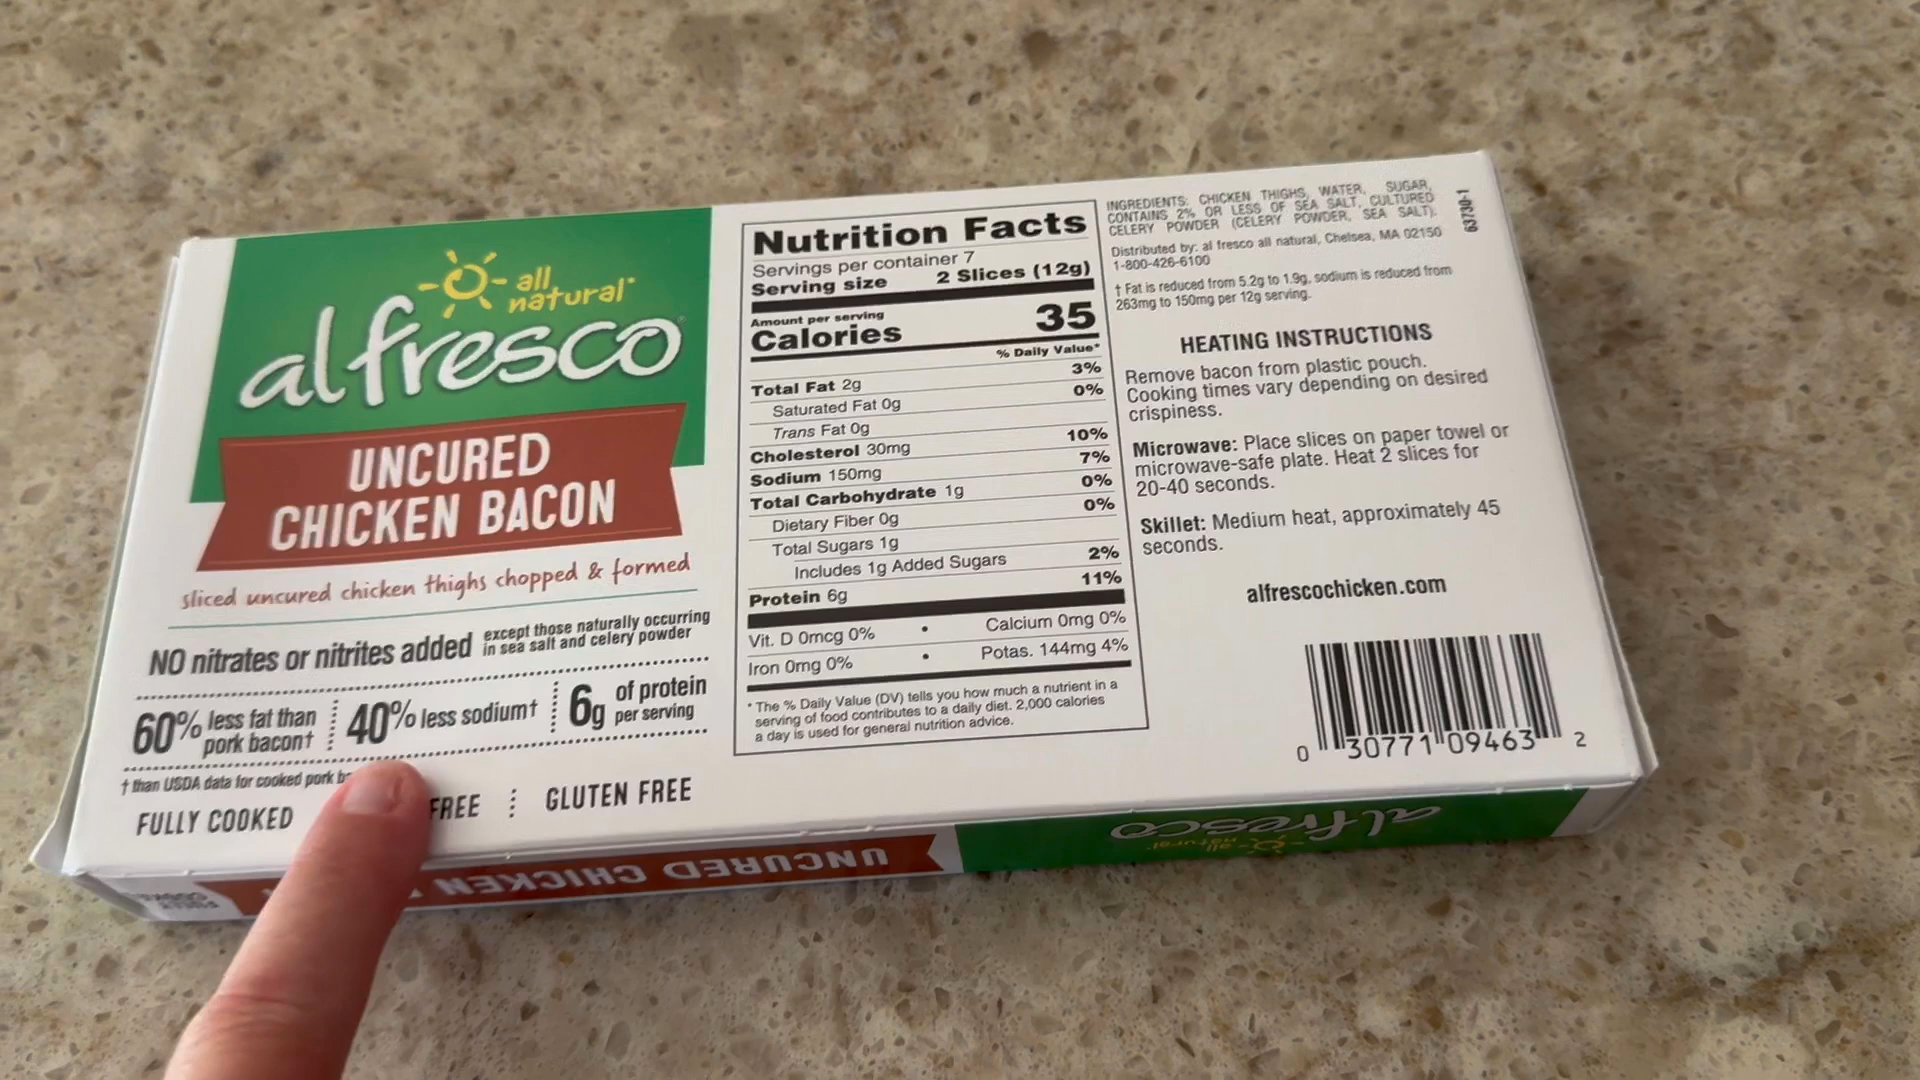 all
natural*
al fresco
UNCURED
CHICKEN BACON
sliced uncured chicken thighs chopped & formed
NO nitrates or nitrites added except those naturally occurring
in sea salt and celery powder
60% less fat than
pork bacon†
40% less sodium†
6g of protein
per serving
† than USDA data for cooked pork
FULLY COOKED
FREE
GLUTEN FREE
Nutrition Facts
Servings per container 7
Serving size 2 Slices (12g)
Amount per serving
Calories 35
% Daily Value*
Total Fat 2g 3%
Saturated Fat 0g 0%
Trans Fat 0g
Cholesterol 30mg 10%
Sodium 150mg 7%
Total Carbohydrate 1g 0%
Dietary Fiber 0g 0%
Total Sugars 1g
Includes 1g Added Sugars 2%
Protein 6g 11%
Vit. D 0mcg 0% • Calcium 0mg 0%
Iron 0mg 0% • Potas. 144mg 4%
* The % Daily Value (DV) tells you how much a nutrient in a
serving of food contributes to a daily diet. 2,000 calories
a day is used for general nutrition advice.
INGREDIENTS: CHICKEN THIGHS, WATER, SUGAR,
CONTAINS 2% OR LESS OF SEA SALT, CULTURED
CELERY POWDER (CELERY POWDER, SEA SALT).
Distributed by: al fresco all natural, Chelsea, MA 02150
1-800-426-6100
† Fat is reduced from 5.2g to 1.9g, sodium is reduced from
263mg to 150mg per 12g serving.
63730-1
HEATING INSTRUCTIONS
Remove bacon from plastic pouch.
Cooking times vary depending on desired
crispiness.
Microwave: Place slices on paper towel or
microwave-safe plate. Heat 2 slices for
20-40 seconds.
Skillet: Medium heat, approximately 45
seconds.
alfrescochicken.com
0 30771 09463 2
UNCURED CHICKEN
all
natural
al fresco